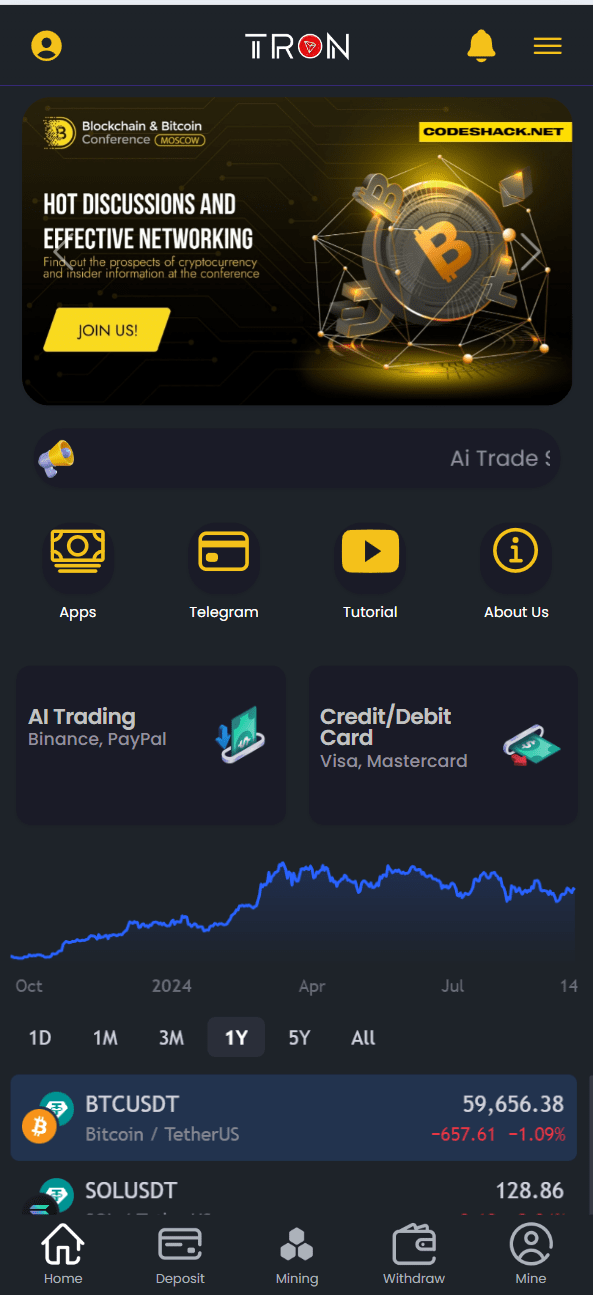 TRON
Blockchain & Bitcoin
Conference MOSCOW
CODESHACK.NET
HOT DISCUSSIONS AND
EFFECTIVE NETWORKING
Find out the prospects of cryptocurrency
and insider information at the conference
JOIN US!
Ai Trade
Apps
Telegram
Tutorial
About Us
AI Trading
Binance, PayPal
Credit/Debit
Card
Visa, Mastercard
Oct 2024 Apr Jul 14
1D 1M 3M 1Y 5Y All
BTCUSDT 59,656.38
Bitcoin / TetherUS −657.61 −1.09%
SOLUSDT 128.86
Home
Deposit
Mining
Withdraw
Mine